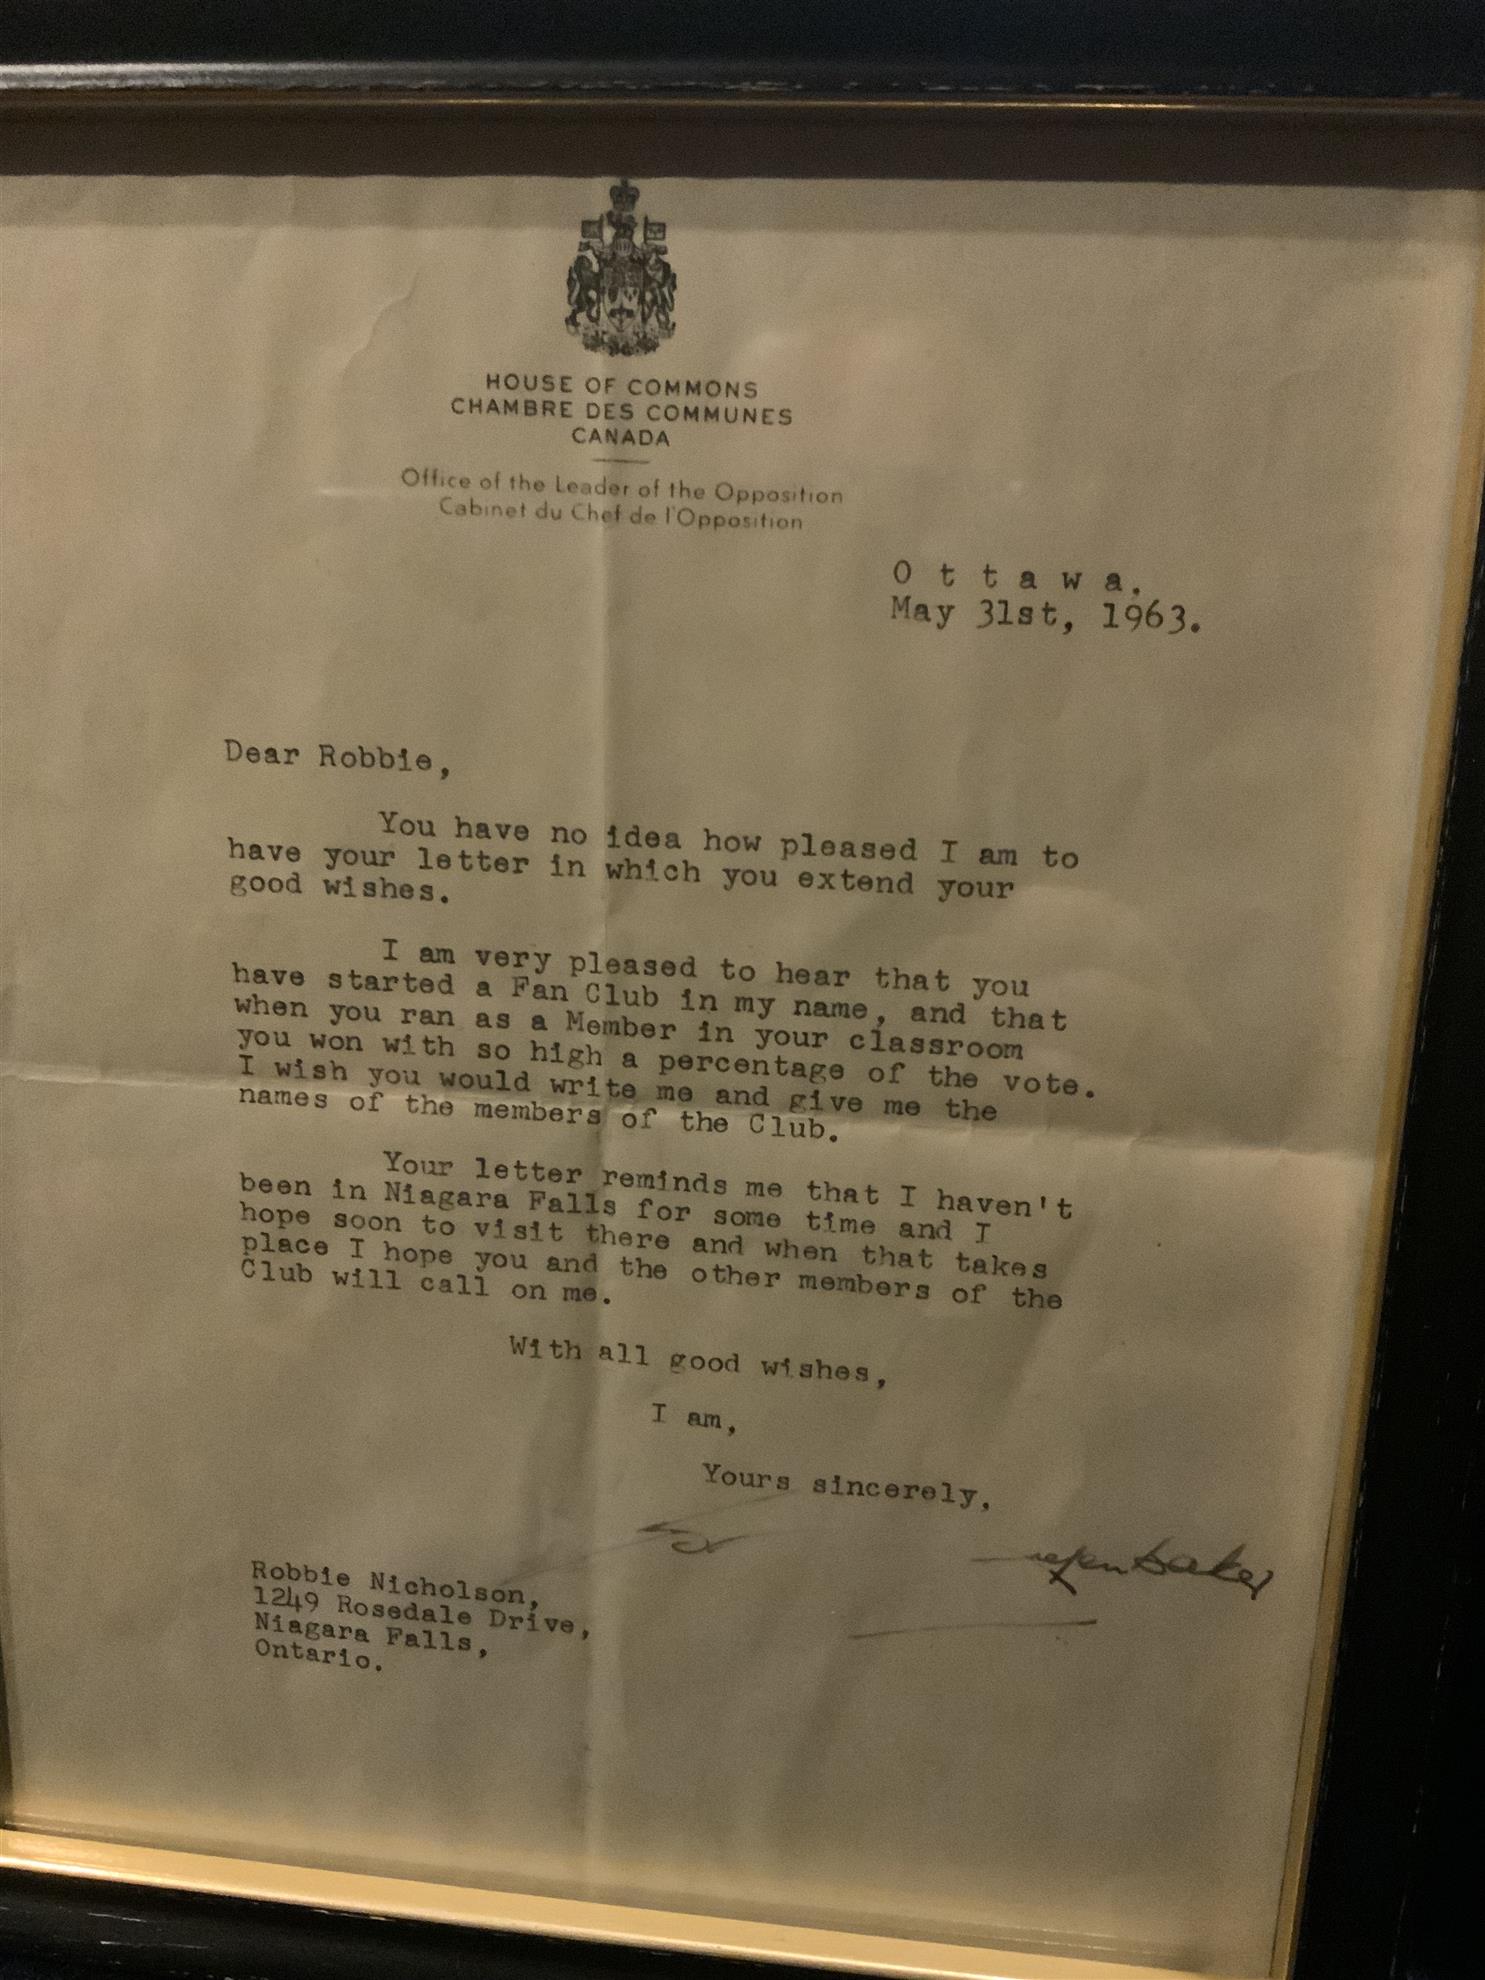 HOUSE OF COMMONS
CHAMBRE DES COMMUNES
CANADA
Office of the Leader of the Opposition
Cabinet du Chef de l'Opposition
Ottawa.
May 31st, 1963.
Dear Robbie,
You have no idea how pleased I am to
have your letter in which you extend your
good wishes.
I am very pleased to hear that you
have started a Fan Club in my name, and that
when you ran as a Member in your classroom
you won with so high a percentage of the vote.
I wish you would write me and give me the
names of the members of the Club.
Your letter reminds me that I haven't
been in Niagara Falls for some time and I
hope soon to visit there and when that takes
place I hope you and the other members of the
Club will call on me.
With all good wishes,
I am,
Yours sincerely,
Robbie Nicholson,
1249 Rosedale Drive,
Niagara Falls,
Ontario.